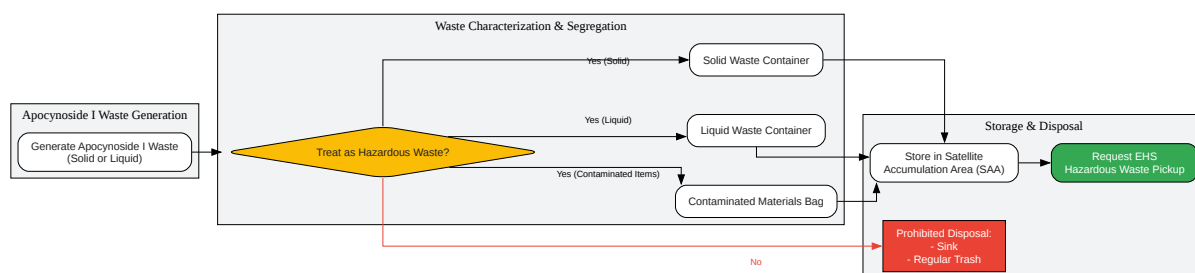 Waste Characterization & Segregation
Yes (Solid)
Solid Waste Container
Apocynoside I Waste Generation
Generate Apocynoside I Waste
(Solid or Liquid)
Treat as Hazardous Waste?
Yes (Liquid)
Liquid Waste Container
Yes (Contaminated Items)
Contaminated Materials Bag
Storage & Disposal
Store in Satellite
Accumulation Area (SAA)
Request EHS
Hazardous Waste Pickup
Prohibited Disposal:
- Sink
- Regular Trash
No